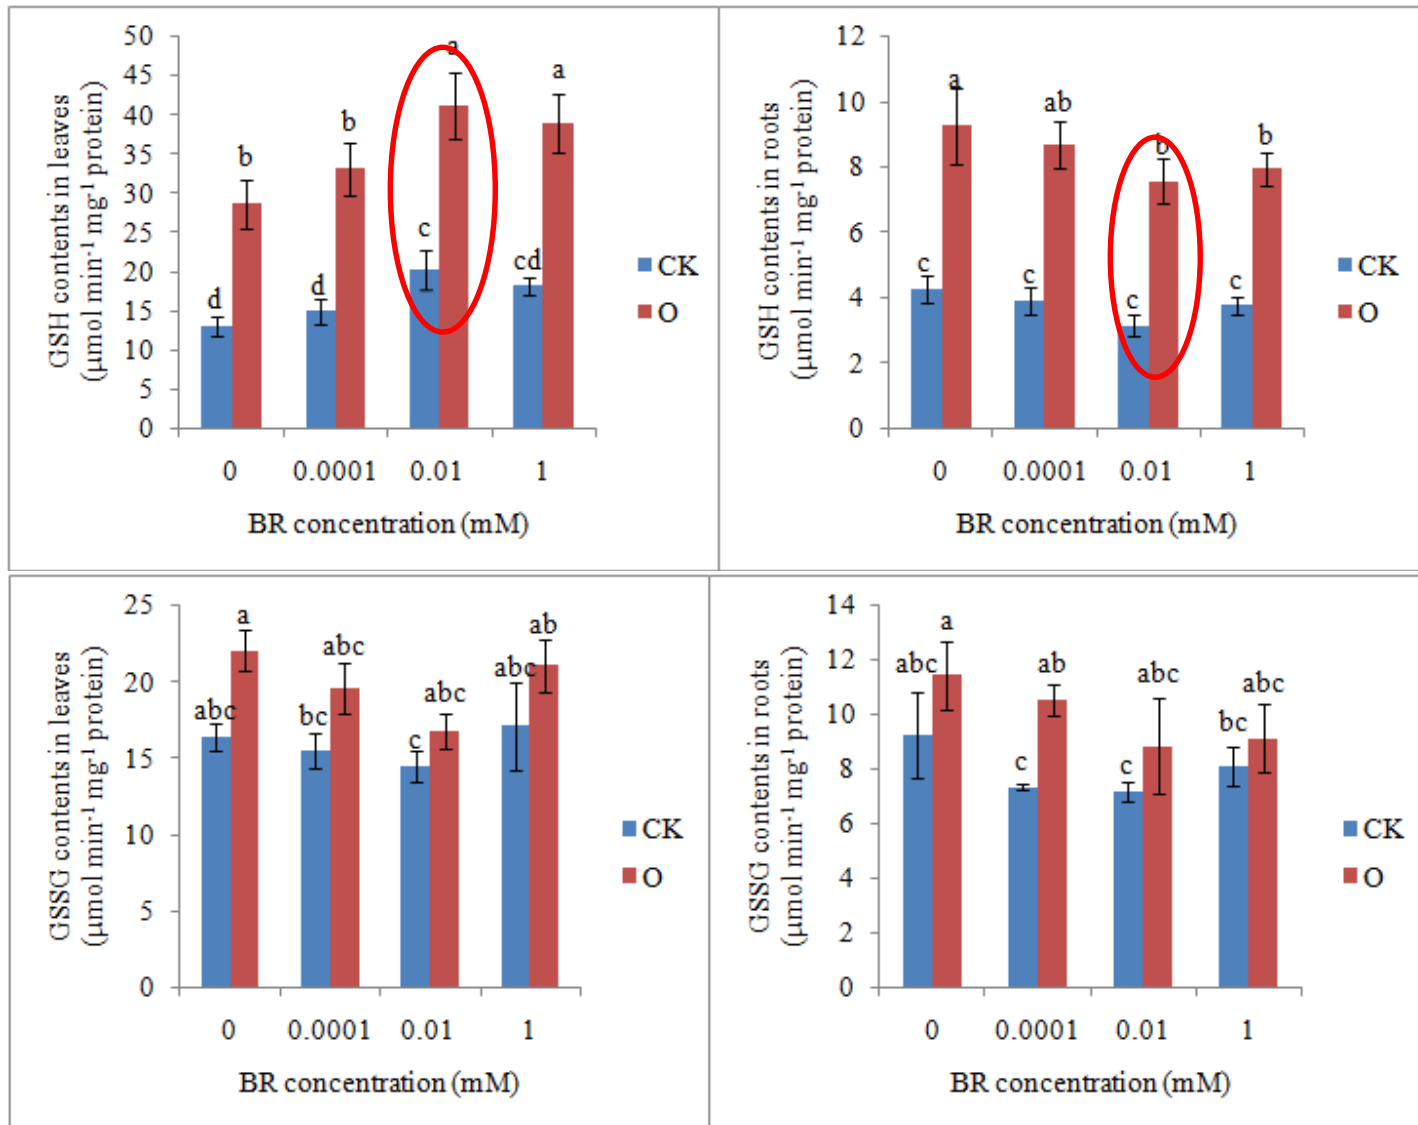 50
45
40
35
30
25
20
15
10
5
0
GSH contents in leaves
(µmol min⁻¹ mg⁻¹ protein)
d
b
d
b
c
a
cd
a
0 0.0001 0.01 1
BR concentration (mM)
CK
O
12
10
8
6
4
2
0
GSH contents in roots
(µmol min⁻¹ mg⁻¹ protein)
c
a
c
ab
c
b
c
b
0 0.0001 0.01 1
BR concentration (mM)
CK
O
25
20
15
10
5
0
GSSG contents in leaves
(µmol min⁻¹ mg⁻¹ protein)
abc
a
bc
abc
c
abc
abc
ab
0 0.0001 0.01 1
BR concentration (mM)
CK
O
14
12
10
8
6
4
2
0
GSSG contents in roots
(µmol min⁻¹ mg⁻¹ protein)
abc
a
c
ab
c
abc
bc
abc
0 0.0001 0.01 1
BR concentration (mM)
CK
O